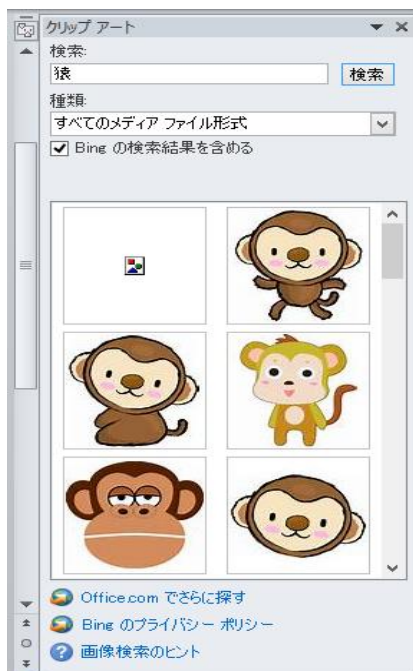 クリップ アート
検索:
猿
検索
種類:
すべてのメディア ファイル形式
Bing の検索結果を含める
Office.com でさらに探す
Bing のプライバシー ポリシー
画像検索のヒント